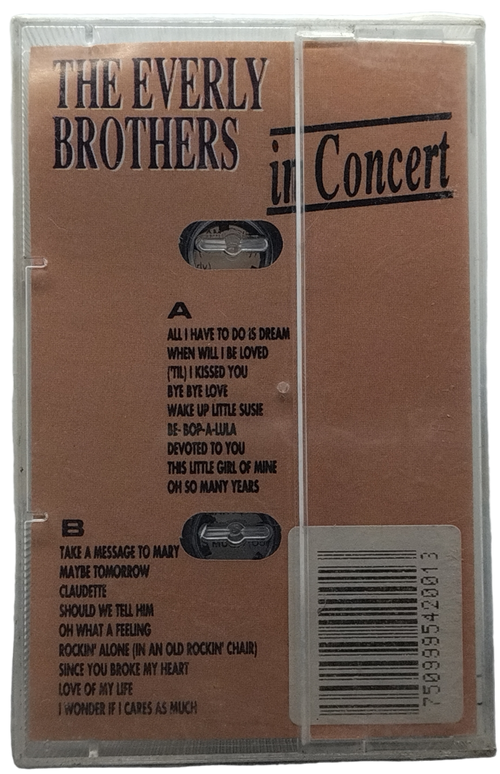 THE EVERLY
BROTHERS
in Concert
A
ALL I HAVE TO DO IS DREAM
WHEN WILL I BE LOVED
('TIL) I KISSED YOU
BYE BYE LOVE
WAKE UP LITTLE SUSIE
BE- BOP-A-LULA
DEVOTED TO YOU
THIS LITTLE GIRL OF MINE
OH SO MANY YEARS
B
TAKE A MESSAGE TO MARY
MAYBE TOMORROW
CLAUDETTE
SHOULD WE TELL HIM
OH WHAT A FEELING
ROCKIN' ALONE (IN AN OLD ROCKIN' CHAIR)
SINCE YOU BROKE MY HEART
LOVE OF MY LIFE
I WONDER IF I CARES AS MUCH
7509995420013